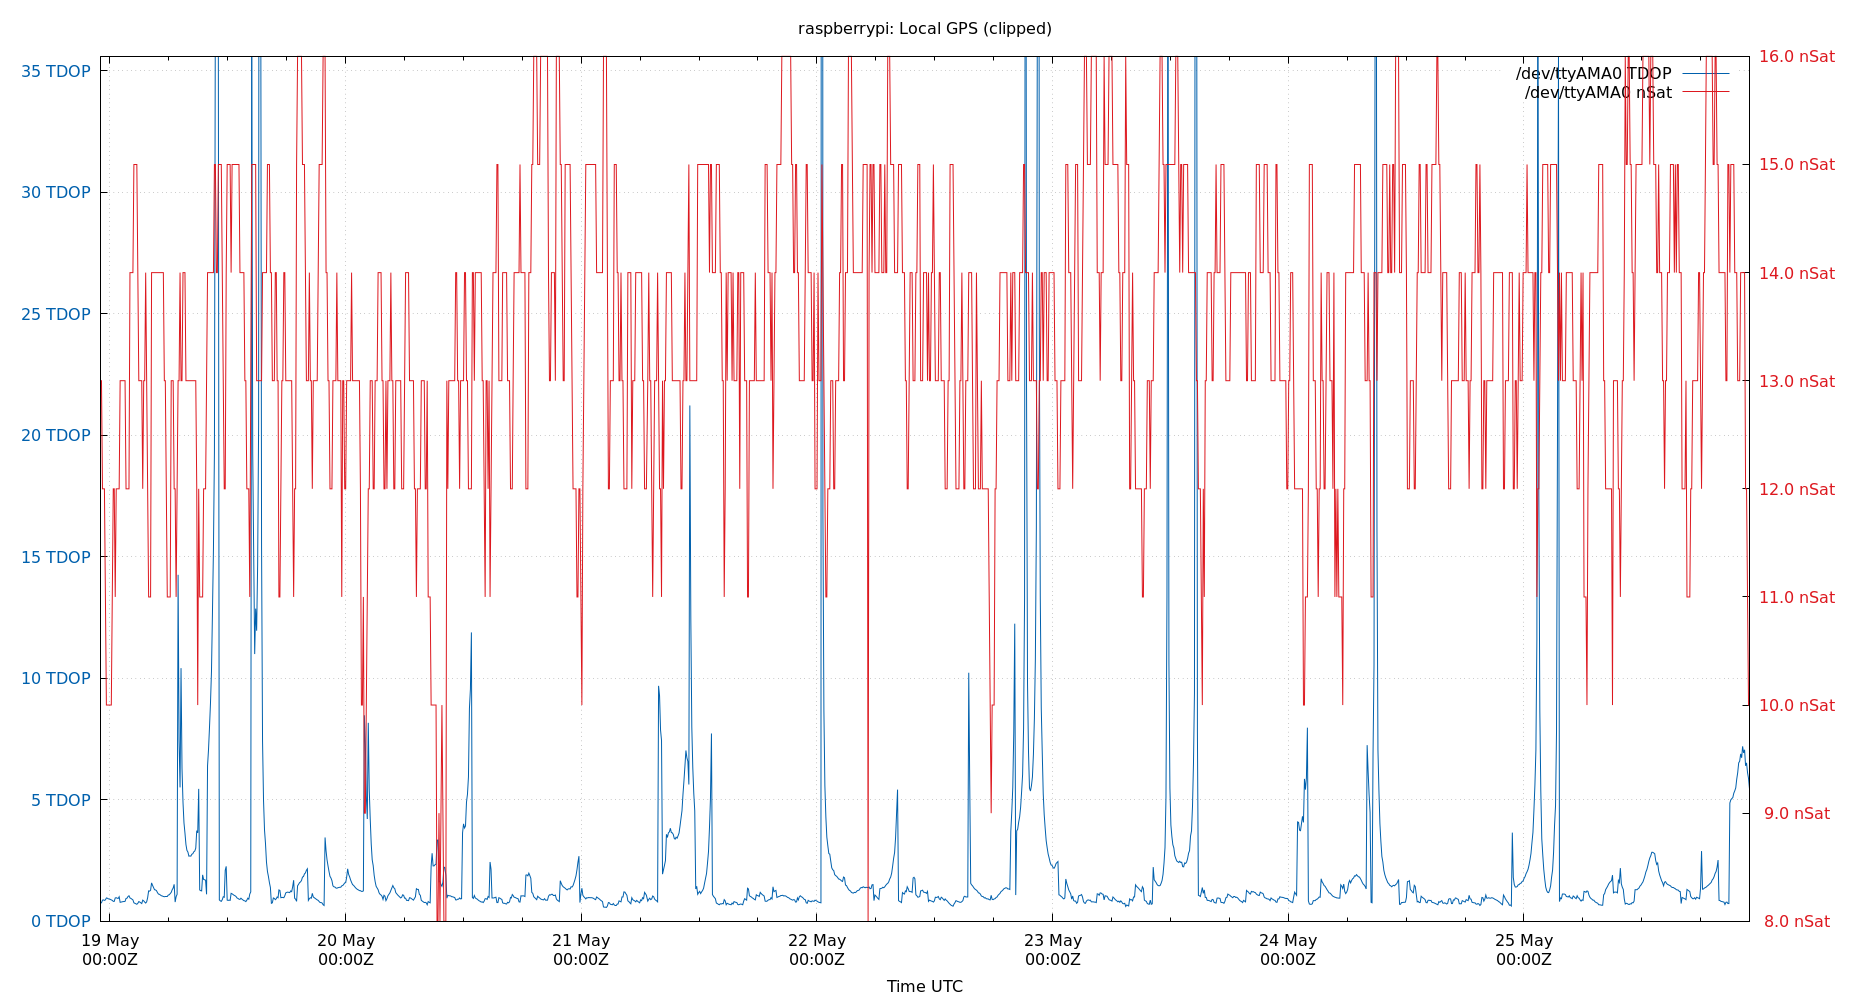 raspberrypi: Local GPS (clipped)
/dev/ttyAMA0 TDOP
/dev/ttyAMA0 nSat
35 TDOP
30 TDOP
25 TDOP
20 TDOP
15 TDOP
10 TDOP
5 TDOP
0 TDOP
16.0 nSat
15.0 nSat
14.0 nSat
13.0 nSat
12.0 nSat
11.0 nSat
10.0 nSat
9.0 nSat
8.0 nSat
19 May 20 May 21 May 22 May 23 May 24 May 25 May
00:00Z 00:00Z 00:00Z 00:00Z 00:00Z 00:00Z 00:00Z
Time UTC